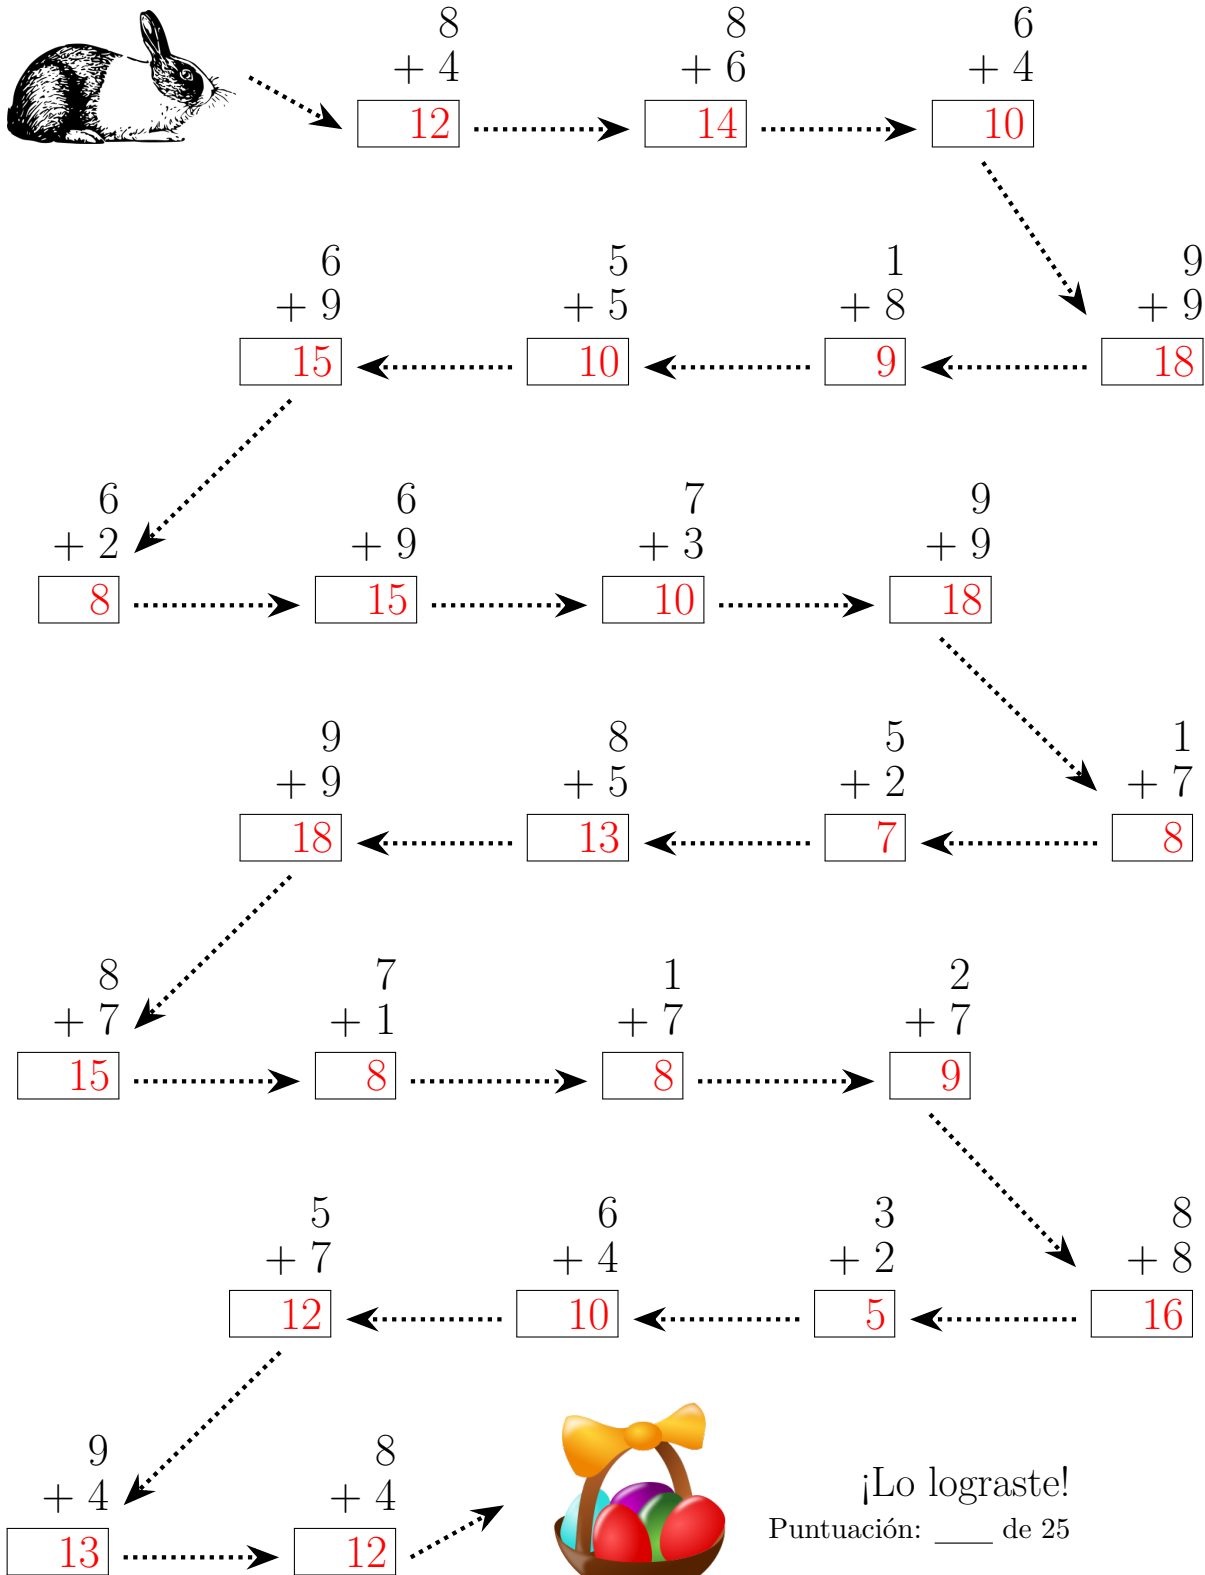 8 8 6
+ 4 + 6 + 4
12 14 10
6 5 1 9
+ 9 + 5 + 8 + 9
15 10 9 18
6 6 7 9
+ 2 + 9 + 3 + 9
8 15 10 18
9 8 5 1
+ 9 + 5 + 2 + 7
18 13 7 8
8 7 1 2
+ 7 + 1 + 7 + 7
15 8 8 9
5 6 3 8
+ 7 + 4 + 2 + 8
12 10 5 16
9 8
+ 4 + 4
13 12
¡Lo lograste!
Puntuación: ____ de 25